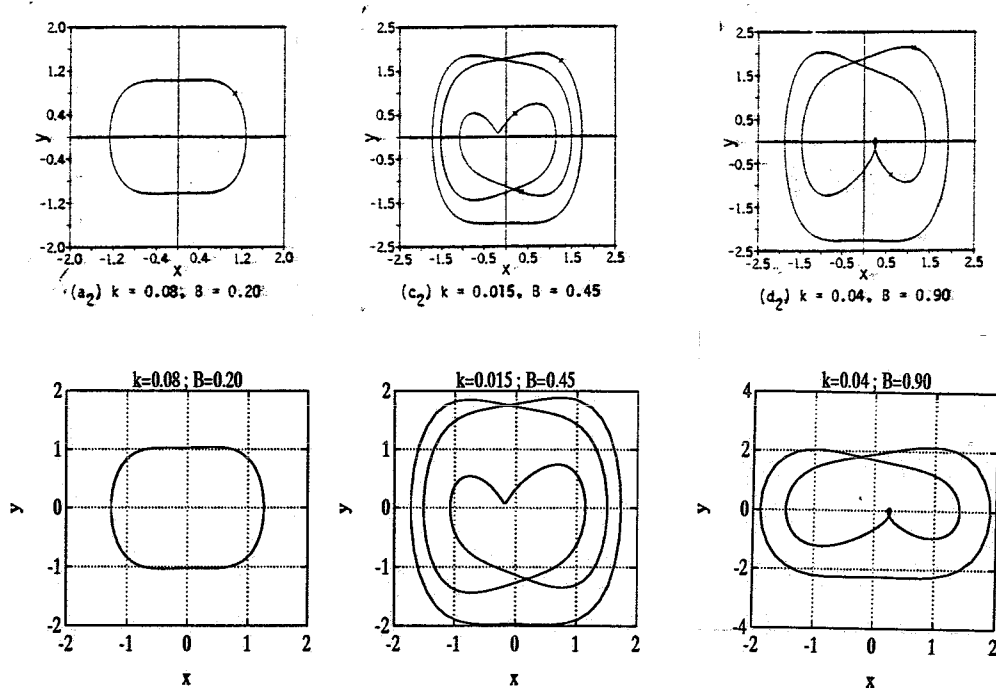 2.0
1.2
0.4
y
-0.4
-1.2
-2.0
-2.0 -1.2 -0.4 0.4 1.2 2.0
x
(a2) k = 0.08, B = 0.20
2.5
1.5
0.5
y
-0.5
-1.5
-2.5
-2.5 -1.5 -0.5 0.5 1.5 2.5
x
(c2) k = 0.015, B = 0.45
2.5
1.5
0.5
y
-0.5
-1.5
-2.5
-2.5 -1.5 -0.5 0.5 1.5 2.5
x
(d2) k = 0.04, B = 0.90
k=0.08 ; B=0.20
2
1
0
y
-1
-2
-2 -1 0 1 2
x
k=0.015 ; B=0.45
2
1
0
y
-1
-2
-2 -1 0 1 2
x
k=0.04 ; B=0.90
4
2
0
y
-2
-4
-2 -1 0 1 2
x